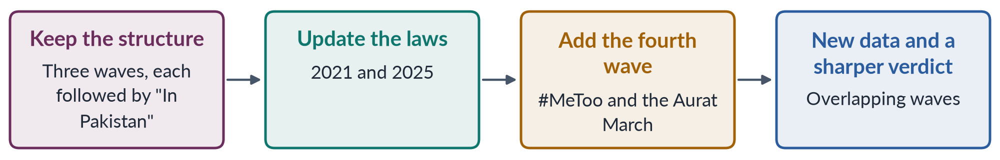 Keep the structure
Three waves, each
followed by "In
Pakistan"
Update the laws
2021 and 2025
Add the fourth
wave
#MeToo and the Aurat
March
New data and a
sharper verdict
Overlapping waves